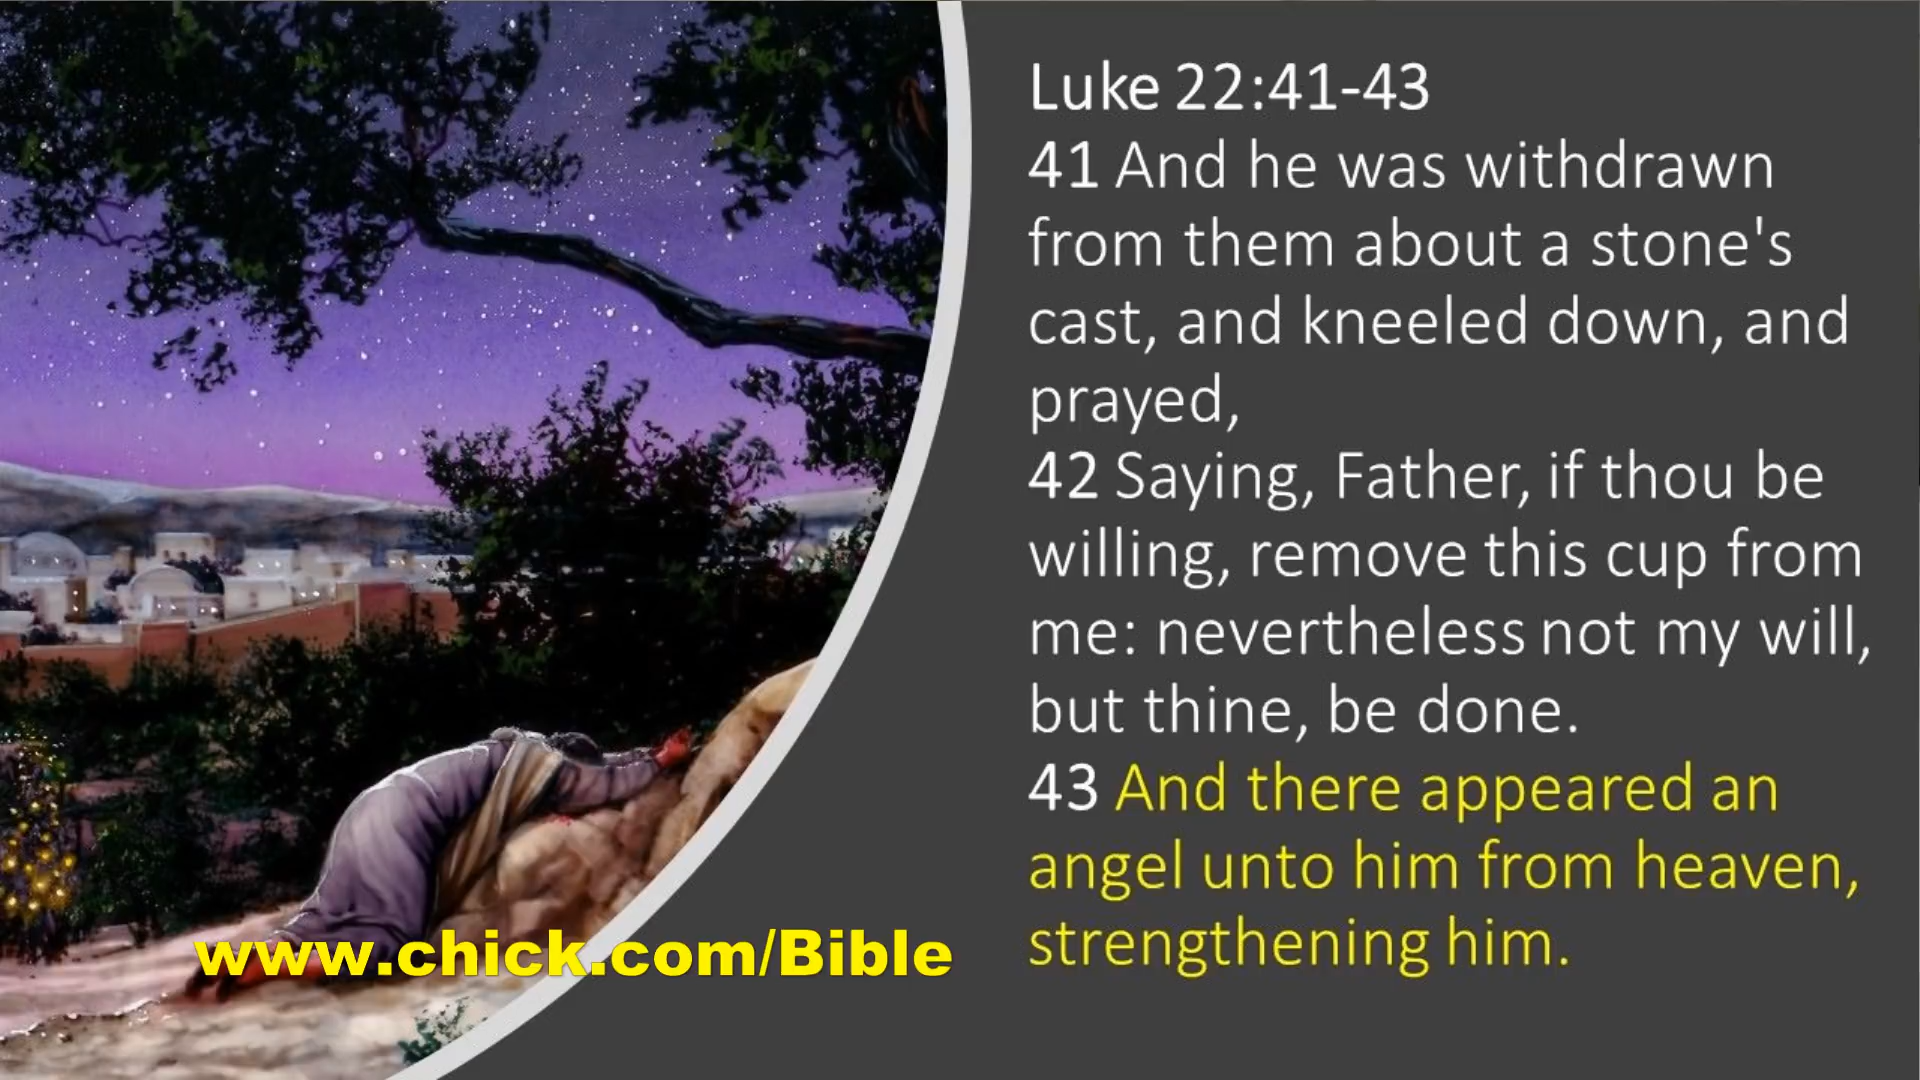 Luke 22:41-43
41 And he was withdrawn
from them about a stone's
cast, and kneeled down, and
prayed,
42 Saying, Father, if thou be
willing, remove this cup from
me: nevertheless not my will,
but thine, be done.
43 And there appeared an
angel unto him from heaven,
strengthening him.
www.chick.com/Bible